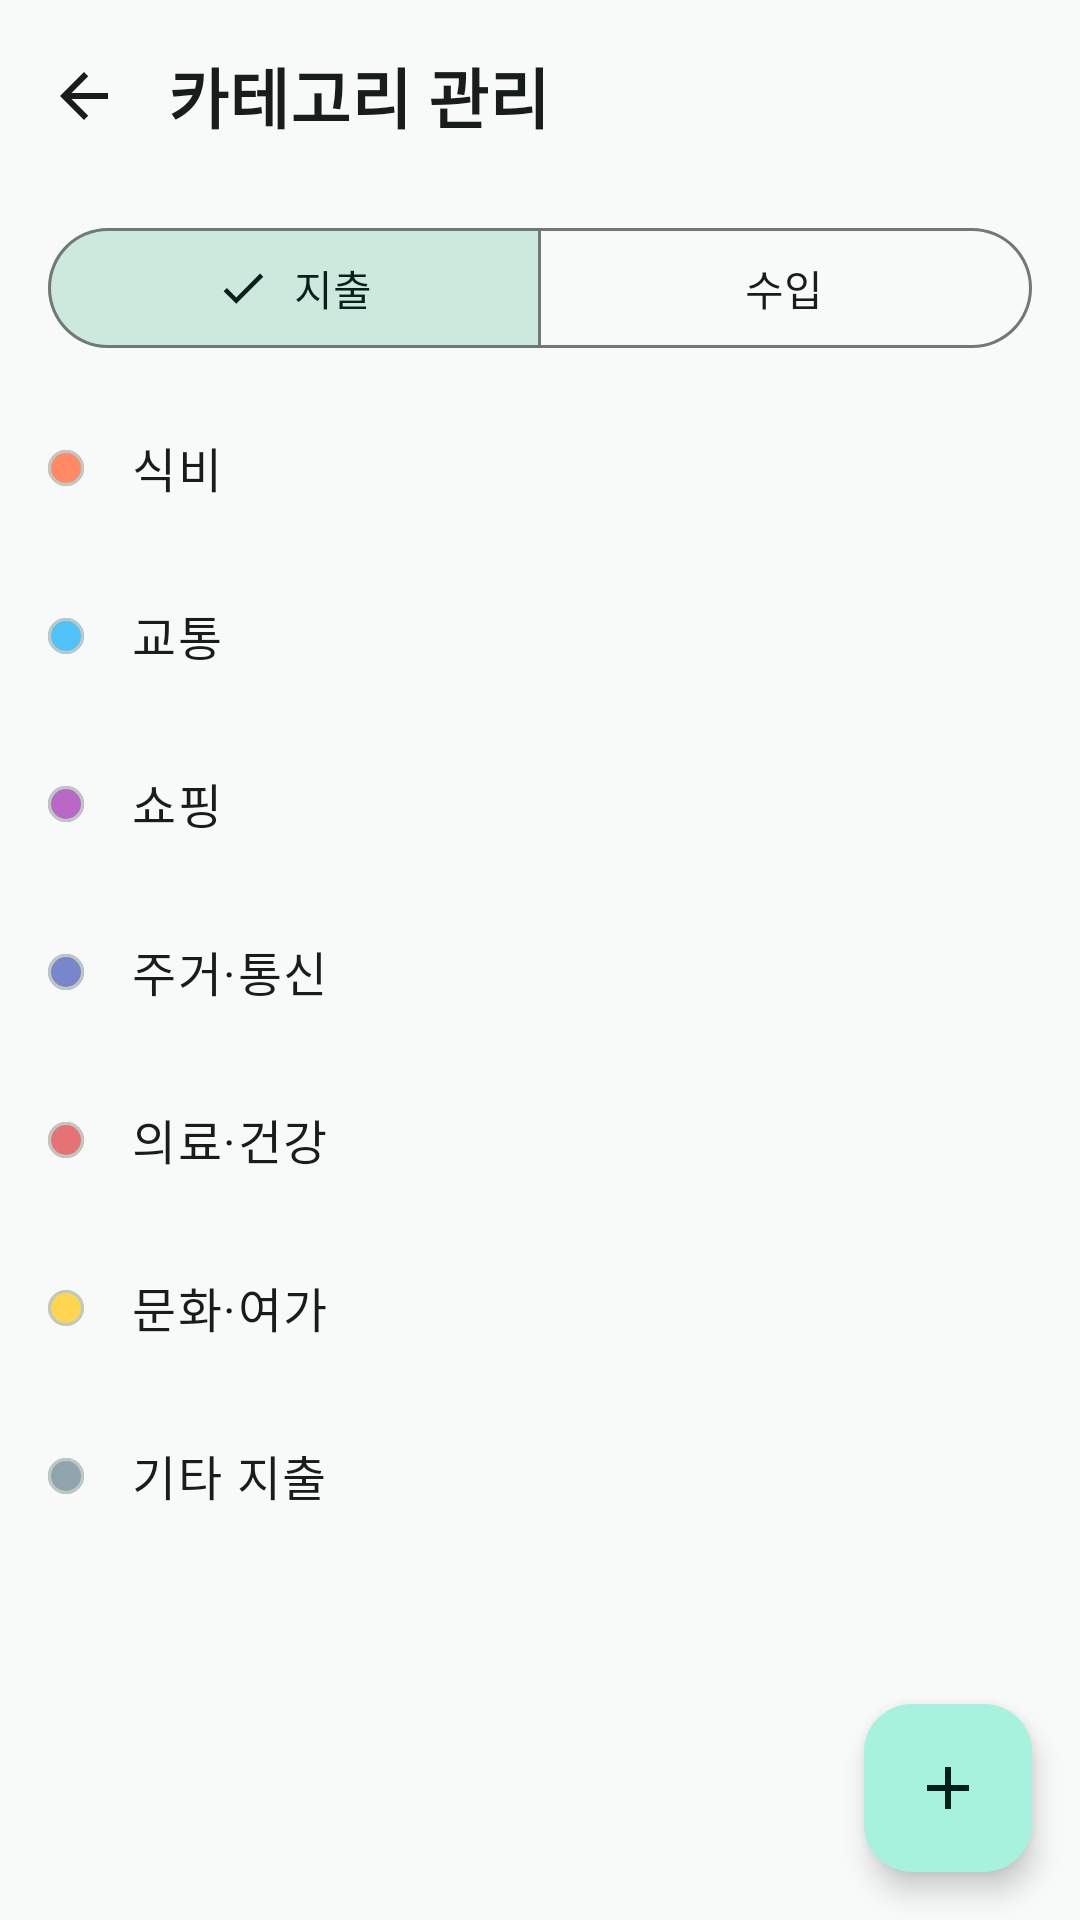 카테고리 관리
지출
수입
식비
교통
쇼핑
주거·통신
의료·건강
문화·여가
기타 지출